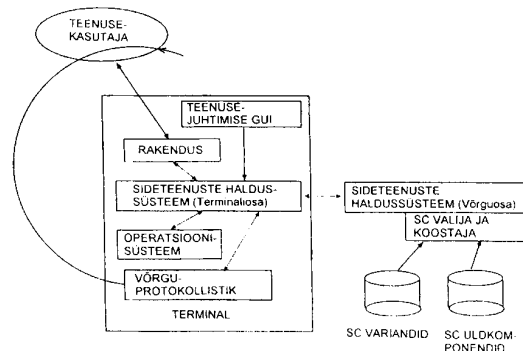 TEENUSE-
KASUTAJA
TEENUSE-
JUHTIMISE GUI
RAKENDUS
SIDETEENUSTE HALDUS-
SÜSTEEM (Terminaliosa)
OPERATSIOONI-
SÜSTEEM
VÕRGU-
PROTOKOLLISTIK
TERMINAL
SIDETEENUSTE
HALDUSSÜSTEEM (Võrguosa)
SC VALIJA JA
KOOSTAJA
SC VARIANDID
SC ULDKOM-
PONENDID